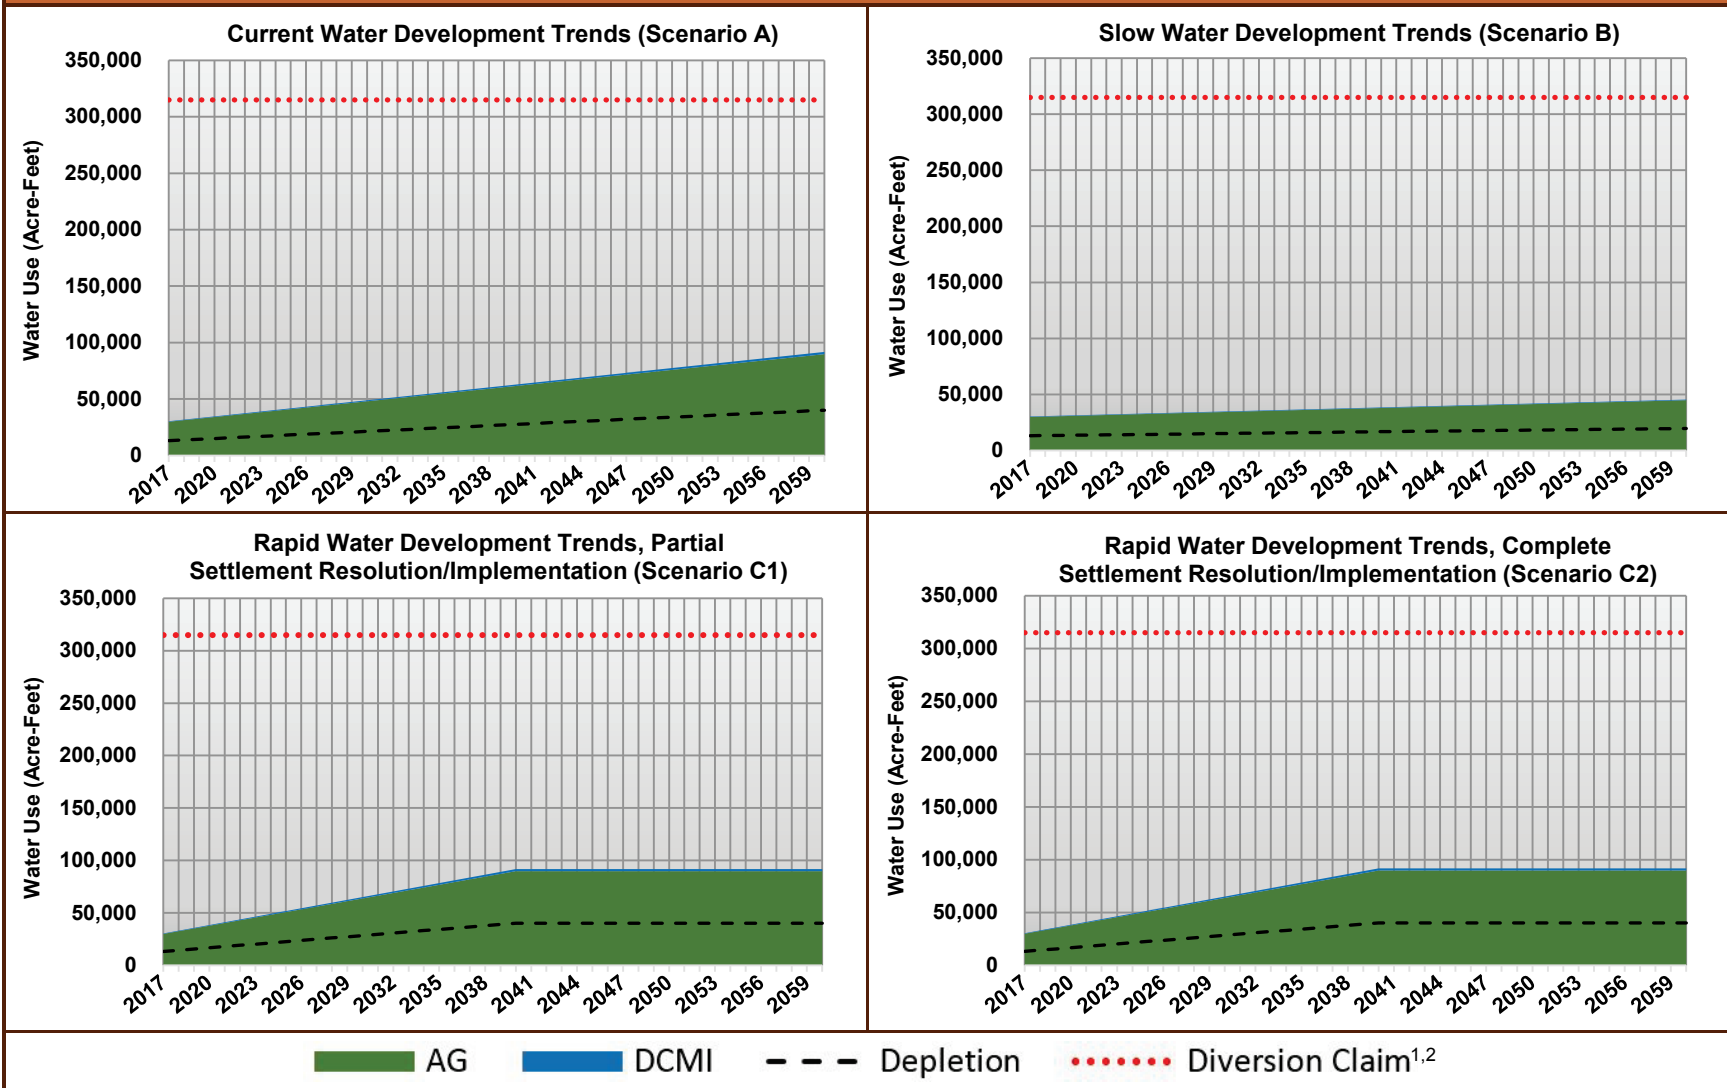 Current Water Development Trends (Scenario A)
Water Use (Acre-Feet)
350,000
300,000
250,000
200,000
150,000
100,000
50,000
0
2017 2020 2023 2026 2029 2032 2035 2038 2041 2044 2047 2050 2053 2056 2059
Slow Water Development Trends (Scenario B)
Water Use (Acre-Feet)
350,000
300,000
250,000
200,000
150,000
100,000
50,000
0
2017 2020 2023 2026 2029 2032 2035 2038 2041 2044 2047 2050 2053 2056 2059
Rapid Water Development Trends, Partial
Settlement Resolution/Implementation (Scenario C1)
Water Use (Acre-Feet)
350,000
300,000
250,000
200,000
150,000
100,000
50,000
0
2017 2020 2023 2026 2029 2032 2035 2038 2041 2044 2047 2050 2053 2056 2059
Rapid Water Development Trends, Complete
Settlement Resolution/Implementation (Scenario C2)
Water Use (Acre-Feet)
350,000
300,000
250,000
200,000
150,000
100,000
50,000
0
2017 2020 2023 2026 2029 2032 2035 2038 2041 2044 2047 2050 2053 2056 2059
AG DCMI Depletion Diversion Claim1,2